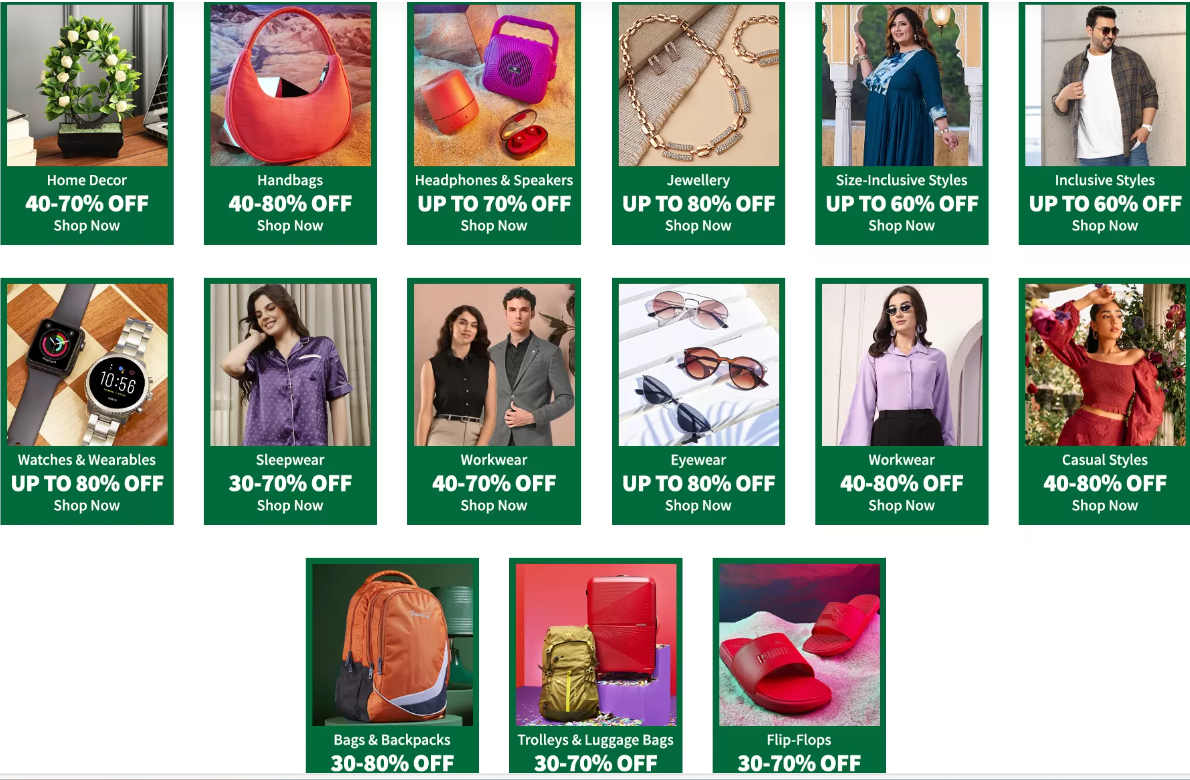 Home Decor
40-70% OFF
Shop Now
Handbags
40-80% OFF
Shop Now
Headphones & Speakers
UP TO 70% OFF
Shop Now
Jewellery
UP TO 80% OFF
Shop Now
Size-Inclusive Styles
UP TO 60% OFF
Shop Now
Inclusive Styles
UP TO 60% OFF
Shop Now
10:56
Watches & Wearables
UP TO 80% OFF
Shop Now
Sleepwear
30-70% OFF
Shop Now
Workwear
40-70% OFF
Shop Now
Eyewear
UP TO 80% OFF
Shop Now
Workwear
40-80% OFF
Shop Now
Casual Styles
40-80% OFF
Shop Now
Bags & Backpacks
30-80% OFF
Trolleys & Luggage Bags
30-70% OFF
Flip-Flops
30-70% OFF